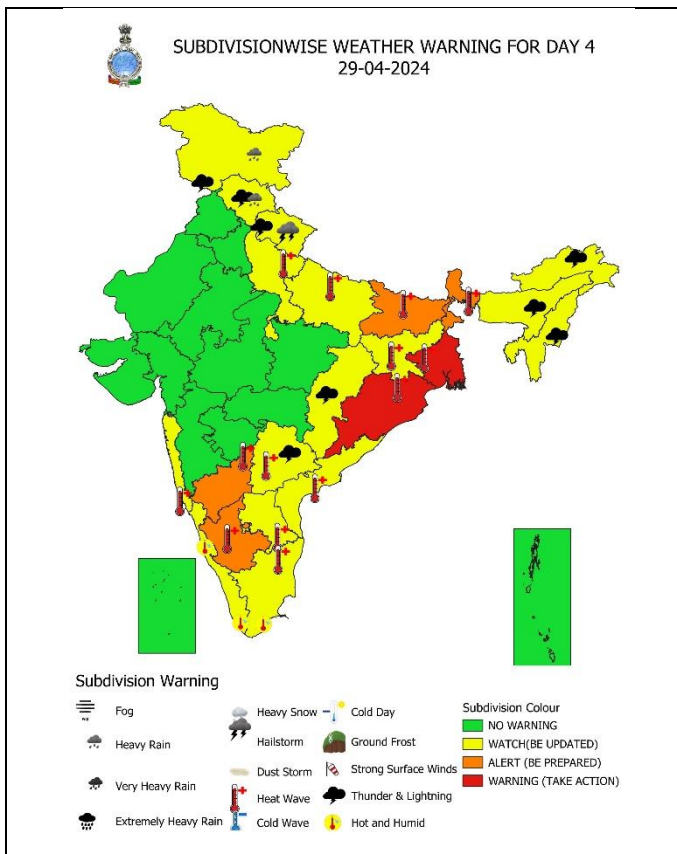 SUBDIVISIONWISE WEATHER WARNING FOR DAY 4
29-04-2024
Subdivision Warning
Fog
Heavy Rain
Very Heavy Rain
Extremely Heavy Rain
Heavy Snow
Hailstorm
Dust Storm
Heat Wave
Cold Wave
Cold Day
Ground Frost
Strong Surface Winds
Thunder & Lightning
Hot and Humid
Subdivision Colour
NO WARNING
WATCH(BE UPDATED)
ALERT (BE PREPARED)
WARNING (TAKE ACTION)